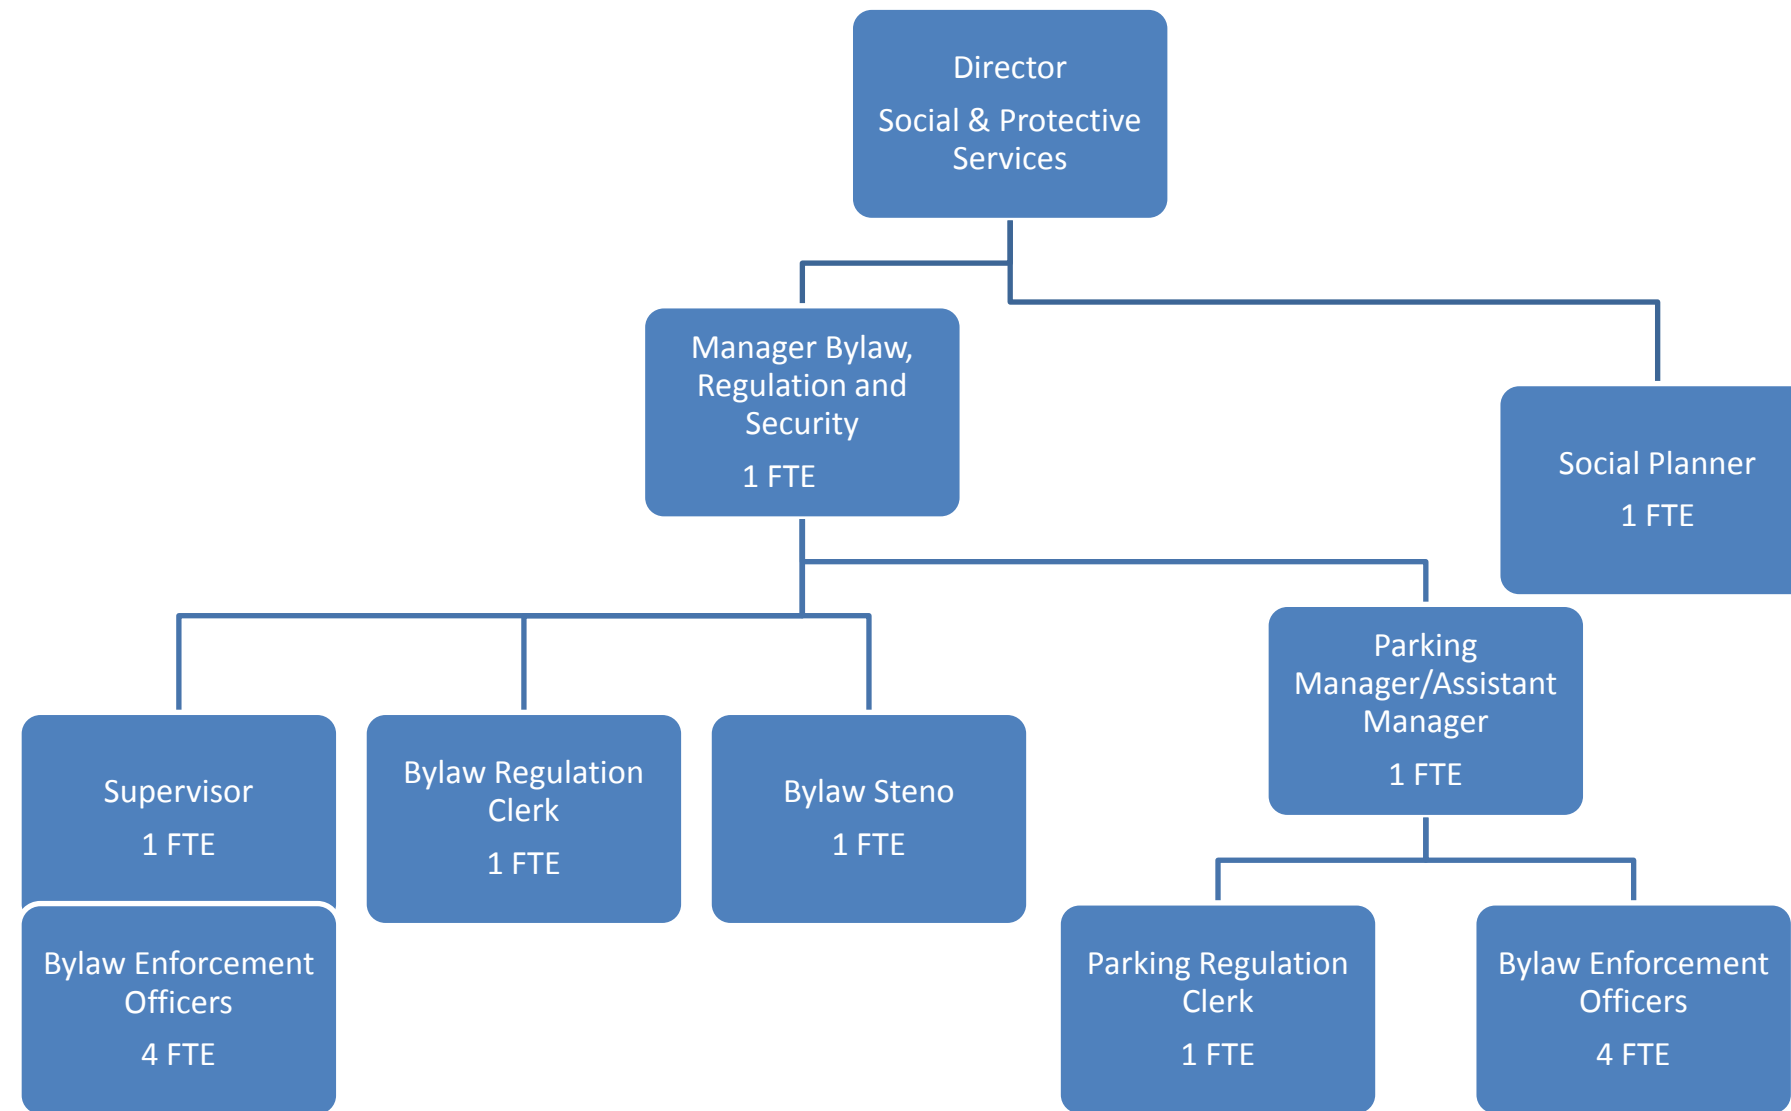 Director
Social & Protective
Services
Manager Bylaw,
Regulation and
Security
1 FTE
Social Planner
1 FTE
Parking
Manager/Assistant
Manager
1 FTE
Supervisor
1 FTE
Bylaw Regulation
Clerk
1 FTE
Bylaw Steno
1 FTE
Bylaw Enforcement
Officers
4 FTE
Parking Regulation
Clerk
1 FTE
Bylaw Enforcement
Officers
4 FTE